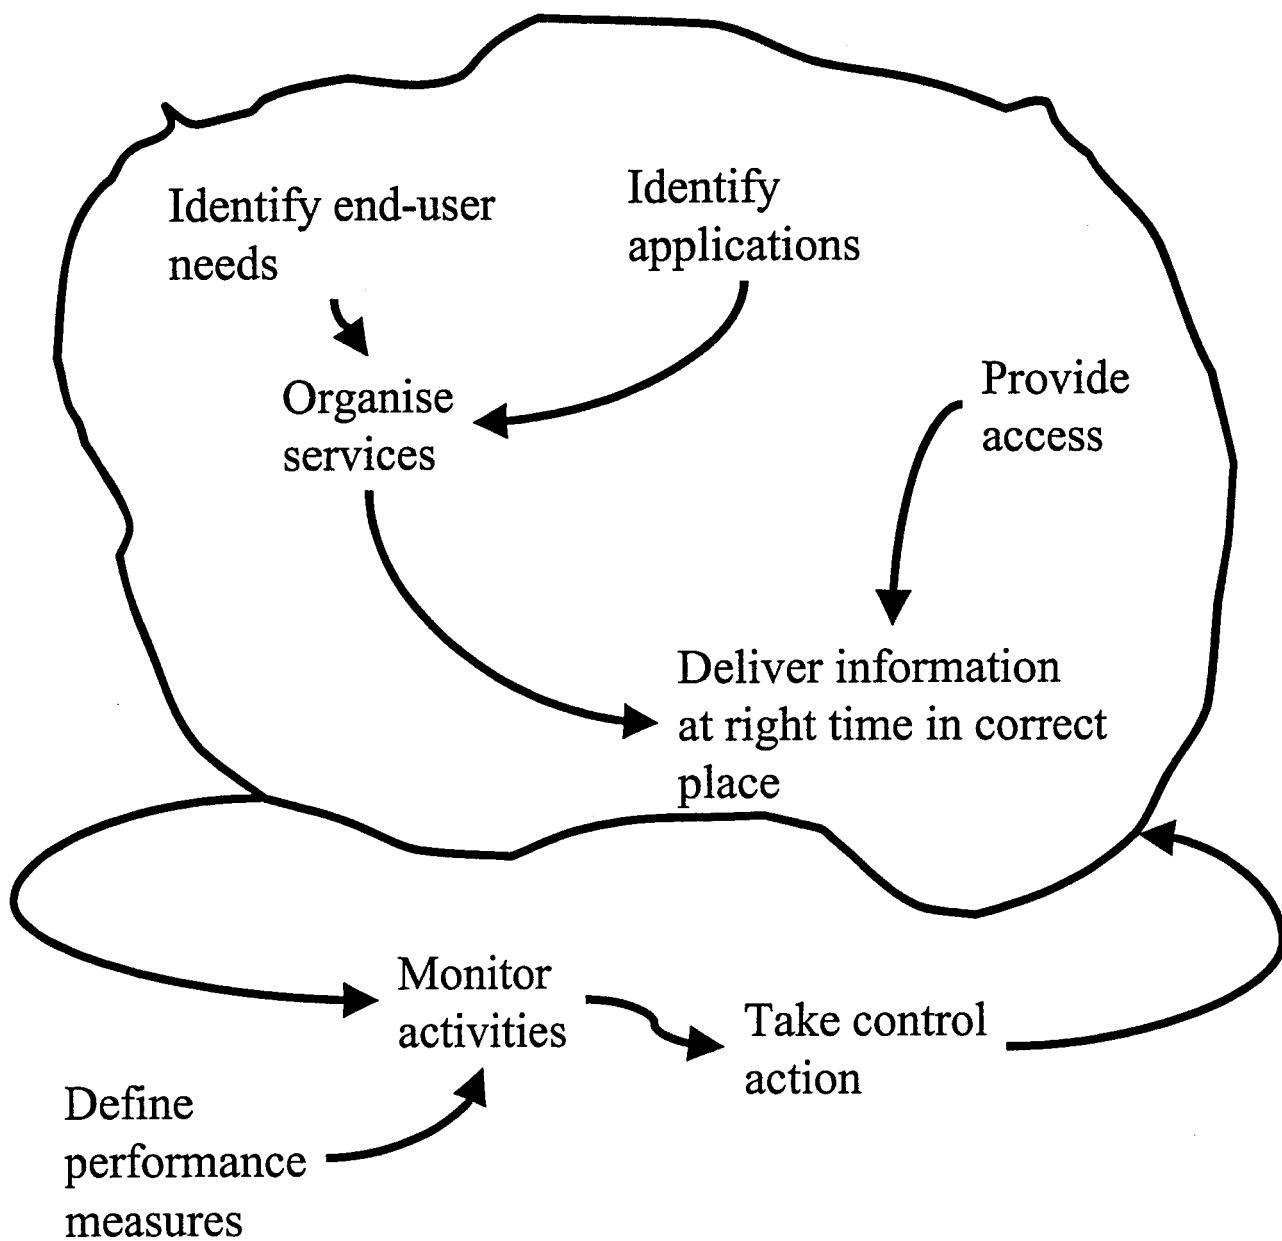 Identify end-user
needs
Identify
applications
Organise
services
Provide
access
Deliver information
at right time in correct
place
Monitor
activities
Take control
action
Define
performance
measures